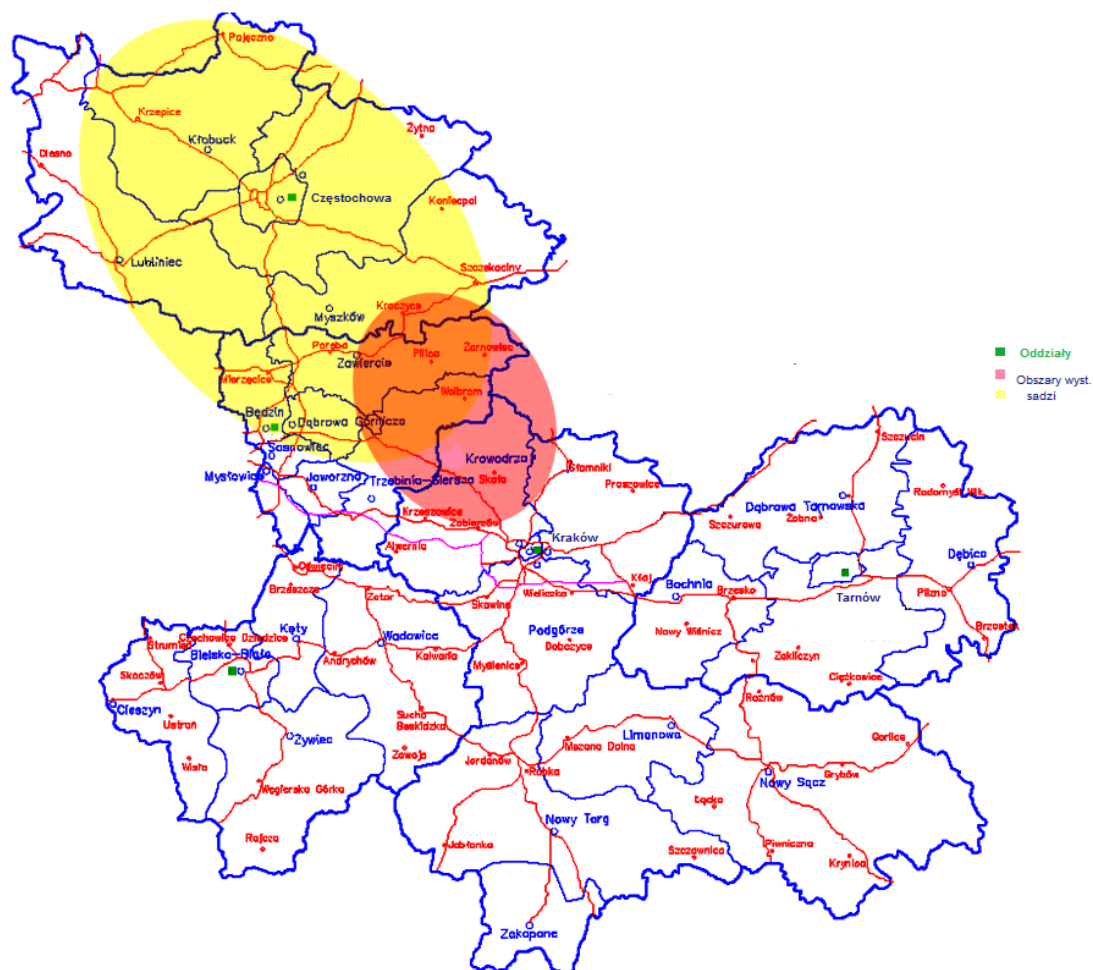 Pajęczno
Krzepice
Kłobuck
Żytna
Olesno
Częstochowa
Koniecpol
Lubliniec
Szczekociny
Myszków
Kroczyce
Poręba
Zawiercie
Pilica
Żarnowiec
Mierzęcice
Wolbrom
Oddziały
Obszary wyst.
sadzi
Będzin
Dąbrowa Górnicza
Sosnowiec
Krowodrza
Szczucin
Mysłowice
Jaworzno
Trzebinia-Siersza
Skała
Słomniki
Proszowice
Dąbrowa Tarnowska
Radomyśl Wlk.
Krzeszowice
Zabierzów
Szczurowa
Żabno
Alwernia
Kraków
Dębica
Oświęcim
Brzeszcze
Zator
Skawina
Wieliczka
Kłaj
Bochnia
Brzesko
Tarnów
Pilzno
Strumień
Czechowice Dziedzice
Kęty
Wadowice
Podgórze
Dobczyce
Nowy Wiśnicz
Brzostek
Bielsko-Biała
Andrychów
Kalwaria
Myślenice
Zakliczyn
Skoczów
Ciężkowice
Cieszyn
Ustroń
Sucha
Beskidzka
Rożnów
Żywiec
Zawoja
Mszana Dolna
Limanowa
Gorlice
Wisła
Jordanów
Rabka
Grybów
Węgierska Górka
Łącko
Nowy Sącz
Rajcza
Jabłonka
Nowy Targ
Szczawnica
Piwniczna
Krynica
Zakopane